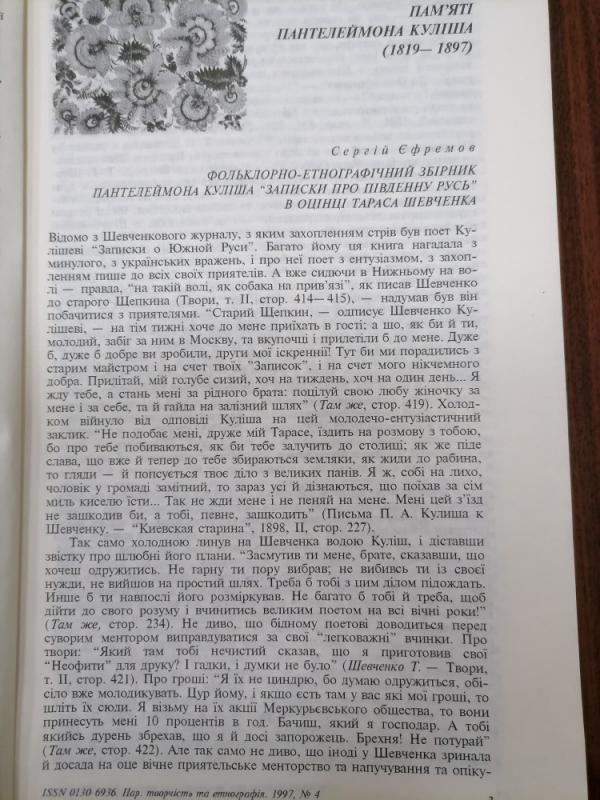 ПАМ'ЯТІ
ПАНТЕЛЕЙМОНА КУЛІША
(1819— 1897)
Сергій Єфремов
ФОЛЬКЛОРНО-ЕТНОГРАФІЧНИЙ ЗБІРНИК
ПАНТЕЛЕЙМОНА КУЛІША “ЗАПИСКИ ПРО ПІВДЕННУ РУСЬ”
В ОЦІНЦІ ТАРАСА ШЕВЧЕНКА
Відомо з Шевченкового журналу, з яким захопленням стрів був поет Ку-
лішеві “Записки о Южной Руси”. Багато йому ця книга нагадала з
минулого, з українських вражень, і про неї поет з ентузіазмом, з захоп-
ленням пише до всіх своїх приятелів. А вже сидючи в Нижньому на во-
лі — правда, “на такій волі, як собака на прив'язі”, як писав Шевченко
до старого Щепкина (Твори, т. II, стор. 414— 415), — надумав був він
побачитися з приятелями. “Старий Щепкин, — одписує Шевченко Ку-
лішеві, — на тім тижні хоче до мене приїхать в гості; а що, як би й ти,
молодий, забіг за ним в Москву, та вкупочці і прилетіли б до мене. Дуже
б, дуже б добре ви зробили, други мої іскренніі! Тут би ми порадились з
старим майстром і на счот твоїх ”Записок”, і на счот мого нікчемного
добра. Прилітай, мій голубе сизий, хоч на тиждень, хоч на один день... Я
жду тебе, а стань мені за рідного брата: поцілуй свою любу жіночку за
мене і за себе, та й гайда на залізний шлях” (Там же, стор. 419). Холод-
ком війнуло від одповіді Куліша на цей молодечо-ентузіастичний
заклик. “Не подобає мені, друже мій Тарасе, їздить на розмову з тобою,
бо про тебе побиваються, як би тебе залучить до столиці; як же піде
слава, що вже й тепер до тебе збираються земляки, як жиди до рабина,
то гляди — й попсується твоє діло з великих панів. Я ж, собі на лихо,
чоловік у громаді замітний, то зараз усі й дізнаються, що поїхав за сім
миль киселю їсти... Так не жди мене і не пеняй на мене. Мені цей з'їзд
не зашкодив би, а тобі, певне, зашкодить” (Письма П. А. Кулиша к
Шевченку. — “Киевская старина”, 1898, II, стор. 227).
Так само холодною линув на Шевченка водою Куліш, і діставши
звістку про шлюбні його плани. “Засмутив ти мене, брате, сказавши, що
хочеш одружитись. Не гарну ти пору вибрав; не вибивсь ти із своєї
нужди, не вийшов на простий шлях. Треба б тобі з цим ділом підождать.
Инше б ти навпослі його розміркував. Не багато б тобі й треба, щоб
дійти до свого розуму і вчинитись великим поетом на всі вічні роки!”
(Там же, стор. 234). Не диво, що бідному поетові доводиться перед
суворим ментором виправдуватися за свої “легковажні” вчинки. Про
твори: “Який там тобі нечистий сказав, що я приготовив свої
“Неофити” для друку? І гадки, і думки не було” (Шевченко Т. — Твори,
т. II, стор. 421). Про гроші: “Я їх не циндрю, бо думаю одружиться, обі-
сіло вже молодикувать. Цур йому, і якщо єсть там у вас які мої гроші, то
шліть їх сюди. Я візьму на їх акції Меркурьєвського общества, то вони
принесуть мені 10 процентів в год. Бачиш, який я господар. А тобі
якийсь дурень збрехав, що я й досі запорожець. Брехня! Не потурай”
(Там же, стор. 422). Але так само не диво, що іноді у Шевченка зринала
й досада на оце вічне приятельське менторство та напучування та опіку-
ISSN 0130-6936. Нар. творчість та етнографія. 1997, № 4